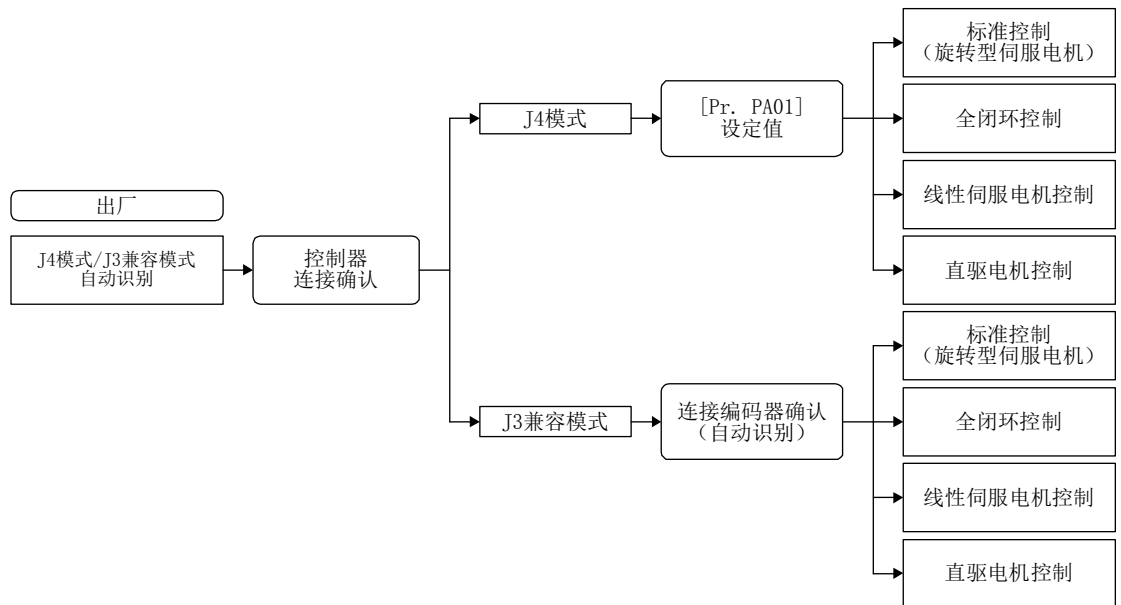 出厂
J4模式/J3兼容模式
自动识别
控制器
连接确认
J4模式
[Pr. PA01]
设定值
标准控制
（旋转型伺服电机）
全闭环控制
线性伺服电机控制
直驱电机控制
J3兼容模式
连接编码器确认
（自动识别）
标准控制
（旋转型伺服电机）
全闭环控制
线性伺服电机控制
直驱电机控制